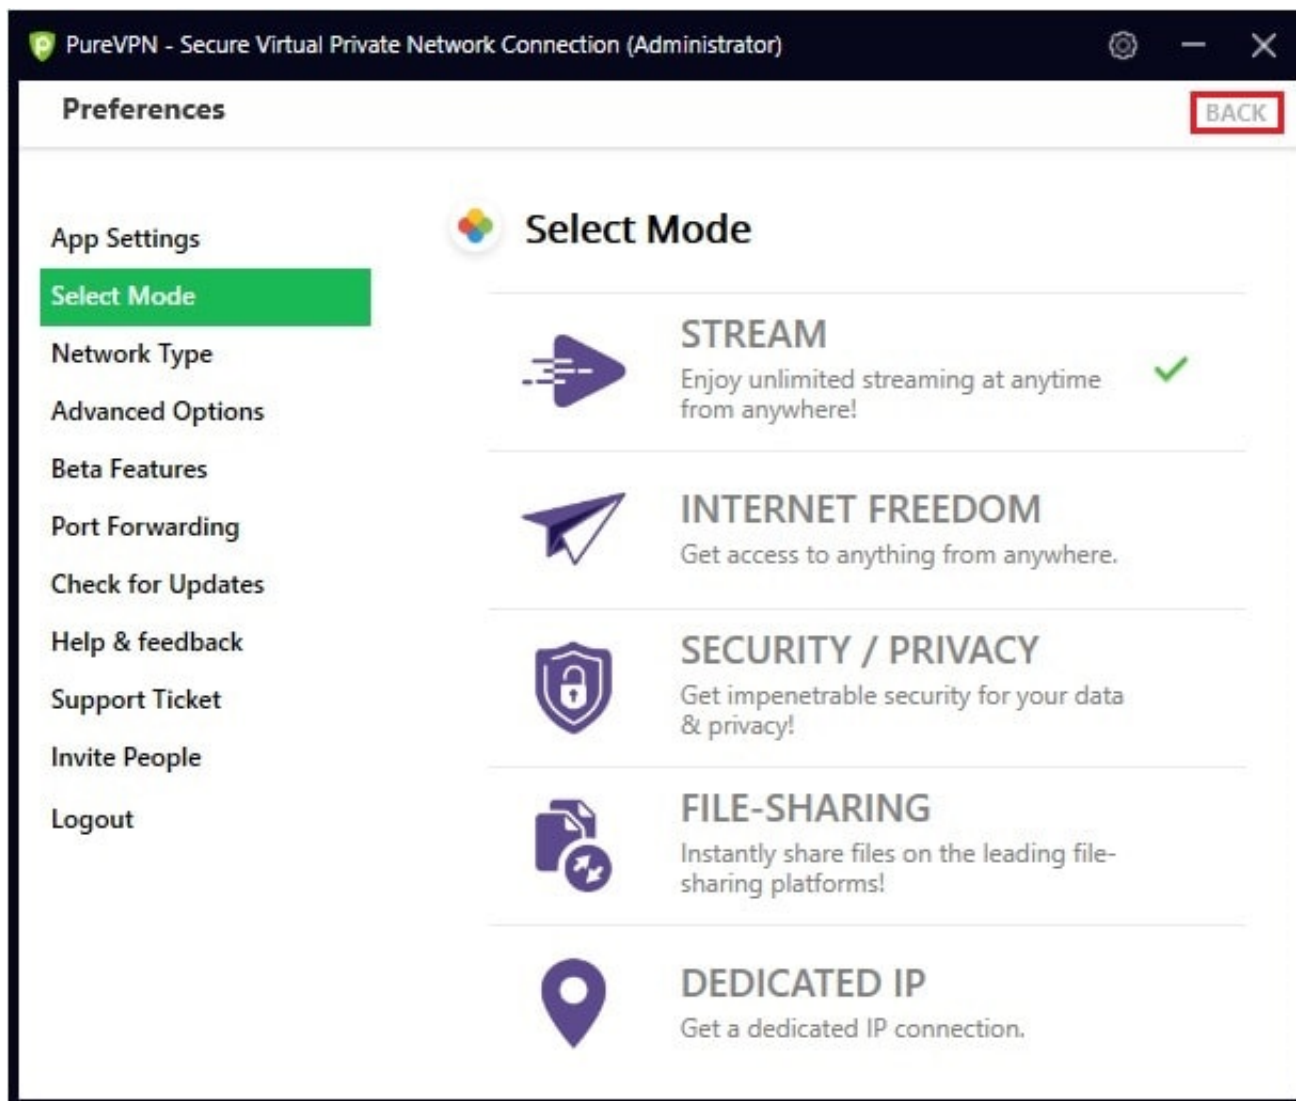 PureVPN - Secure Virtual Private Network Connection (Administrator)
Preferences
BACK
App Settings
Select Mode
Network Type
Advanced Options
Beta Features
Port Forwarding
Check for Updates
Help & feedback
Support Ticket
Invite People
Logout
Select Mode
STREAM
Enjoy unlimited streaming at anytime
from anywhere!
INTERNET FREEDOM
Get access to anything from anywhere.
SECURITY / PRIVACY
Get impenetrable security for your data
& privacy!
FILE-SHARING
Instantly share files on the leading file-
sharing platforms!
DEDICATED IP
Get a dedicated IP connection.